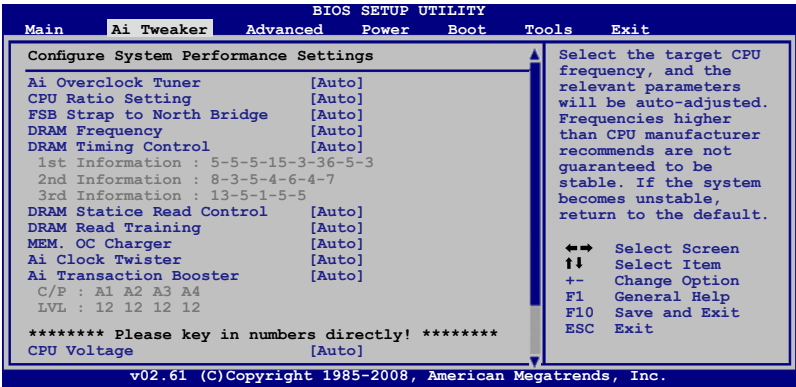 BIOS SETUP UTILITY
Main Ai Tweaker Advanced Power Boot Tools Exit
Configure System Performance Settings
Ai Overclock Tuner [Auto]
CPU Ratio Setting [Auto]
FSB Strap to North Bridge [Auto]
DRAM Frequency [Auto]
DRAM Timing Control [Auto]
1st Information : 5-5-5-15-3-36-5-3
2nd Information : 8-3-5-4-6-4-7
3rd Information : 13-5-1-5-5
DRAM Statice Read Control [Auto]
DRAM Read Training [Auto]
MEM. OC Charger [Auto]
Ai Clock Twister [Auto]
Ai Transaction Booster [Auto]
C/P : A1 A2 A3 A4
LVL : 12 12 12 12
******** Please key in numbers directly! ********
CPU Voltage [Auto]
Select the target CPU
frequency, and the
relevant parameters
will be auto-adjusted.
Frequencies higher
than CPU manufacturer
recommends are not
guaranteed to be
stable. If the system
becomes unstable,
return to the default.
←→ Select Screen
↑↓ Select Item
+- Change Option
F1 General Help
F10 Save and Exit
ESC Exit
v02.61 (C)Copyright 1985-2008, American Megatrends, Inc.